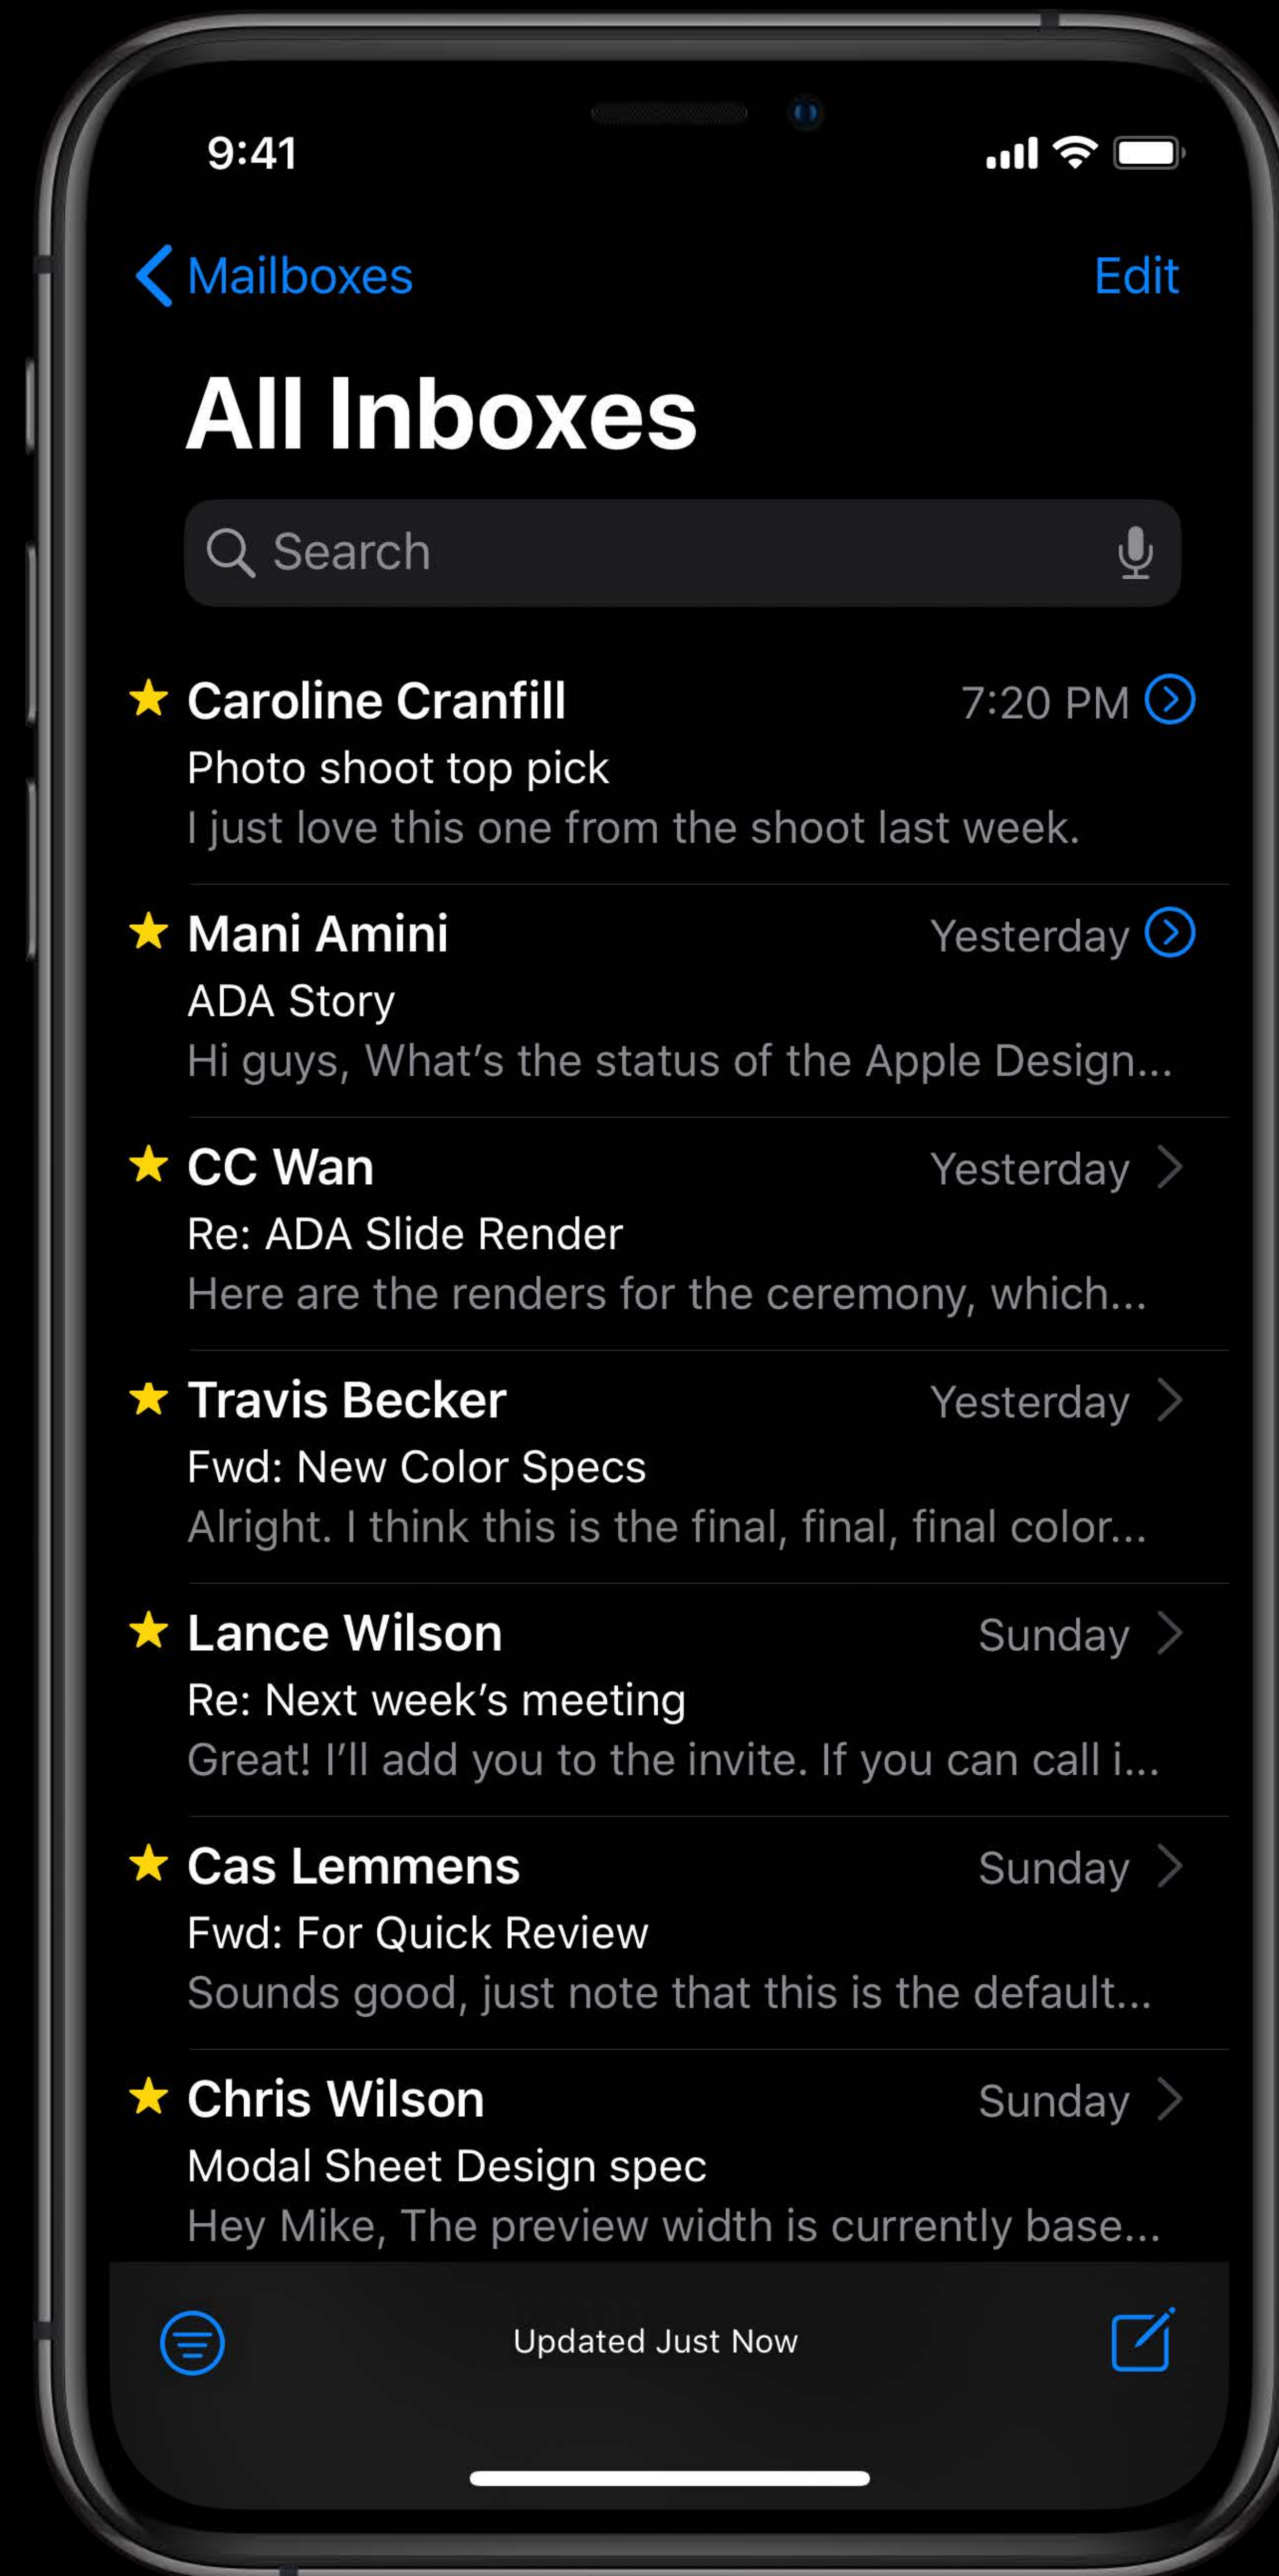 9:41
Mailboxes Edit
All Inboxes
Search
Caroline Cranfill 7:20 PM
Photo shoot top pick
I just love this one from the shoot last week.
Mani Amini Yesterday
ADA Story
Hi guys, What’s the status of the Apple Design...
CC Wan Yesterday
Re: ADA Slide Render
Here are the renders for the ceremony, which...
Travis Becker Yesterday
Fwd: New Color Specs
Alright. I think this is the final, final, final color...
Lance Wilson Sunday
Re: Next week’s meeting
Great! I’ll add you to the invite. If you can call i...
Cas Lemmens Sunday
Fwd: For Quick Review
Sounds good, just note that this is the default...
Chris Wilson Sunday
Modal Sheet Design spec
Hey Mike, The preview width is currently base...
Updated Just Now